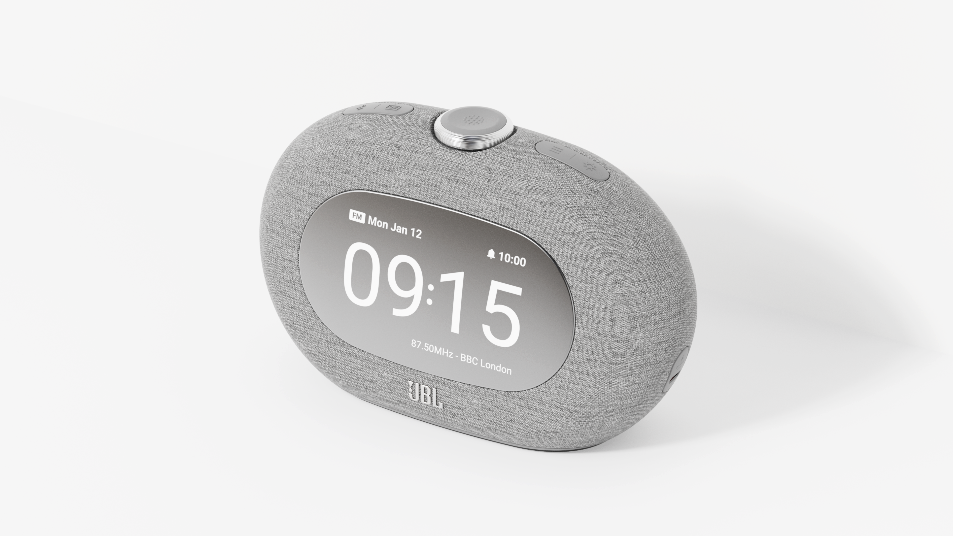 FM Mon Jan 12
10:00
09:15
87.50MHz - BBC London
JBL